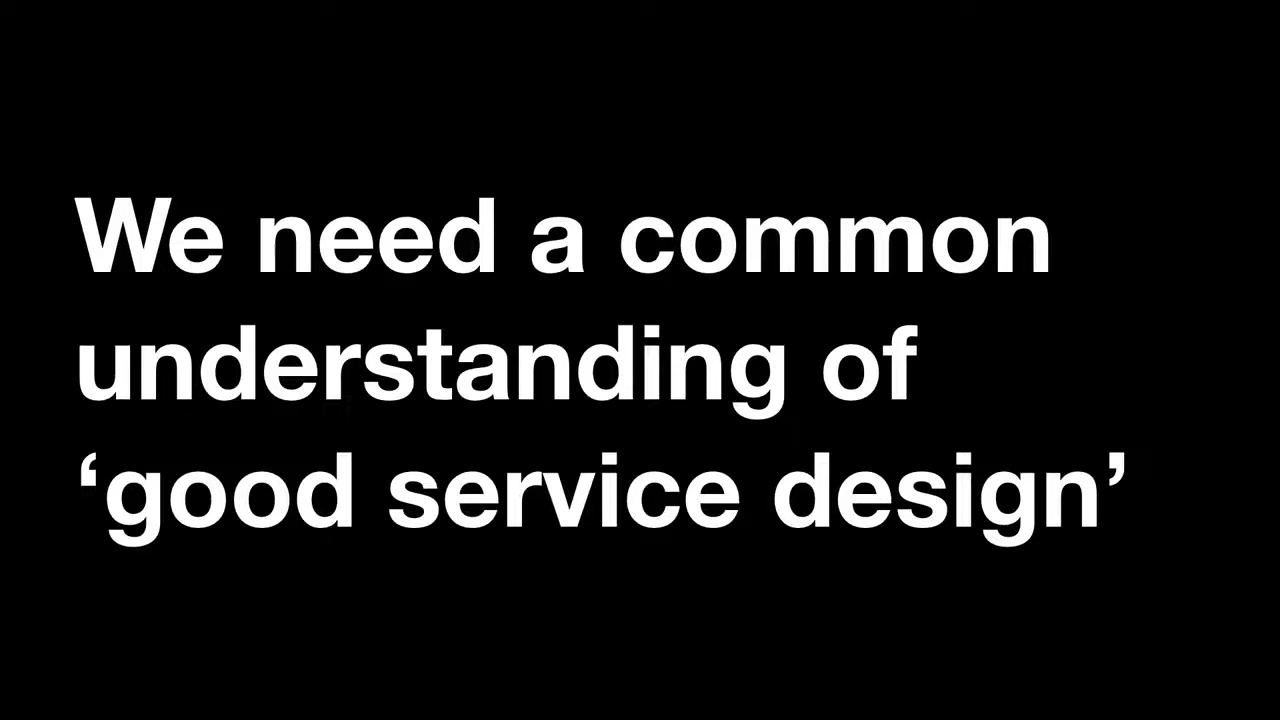 We need a common
understanding of
‘good service design’